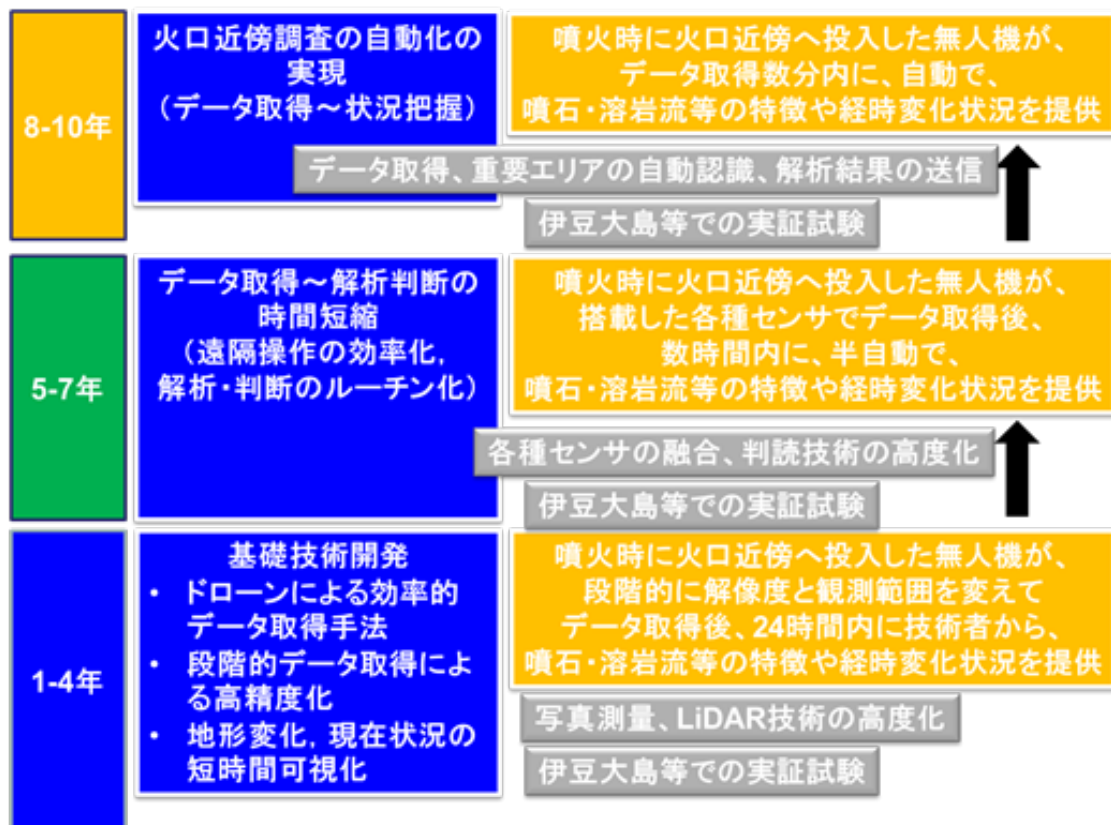 8-10年
火口近傍調査の自動化の
実現
（データ取得～状況把握）
噴火時に火口近傍へ投入した無人機が、
データ取得数分内に、自動で、
噴石・溶岩流等の特徴や経時変化状況を提供
データ取得、重要エリアの自動認識、解析結果の送信
伊豆大島等での実証試験
5-7年
データ取得～解析判断の
時間短縮
（遠隔操作の効率化,
解析・判断のルーチン化）
噴火時に火口近傍へ投入した無人機が、
搭載した各種センサでデータ取得後、
数時間内に、半自動で、
噴石・溶岩流等の特徴や経時変化状況を提供
各種センサの融合、判読技術の高度化
伊豆大島等での実証試験
1-4年
基礎技術開発
• ドローンによる効率的
データ取得手法
• 段階的データ取得によ
る高精度化
• 地形変化, 現在状況の
短時間可視化
噴火時に火口近傍へ投入した無人機が、
段階的に解像度と観測範囲を変えて
データ取得後、24時間内に技術者から、
噴石・溶岩流等の特徴や経時変化状況を提供
写真測量、LiDAR技術の高度化
伊豆大島等での実証試験